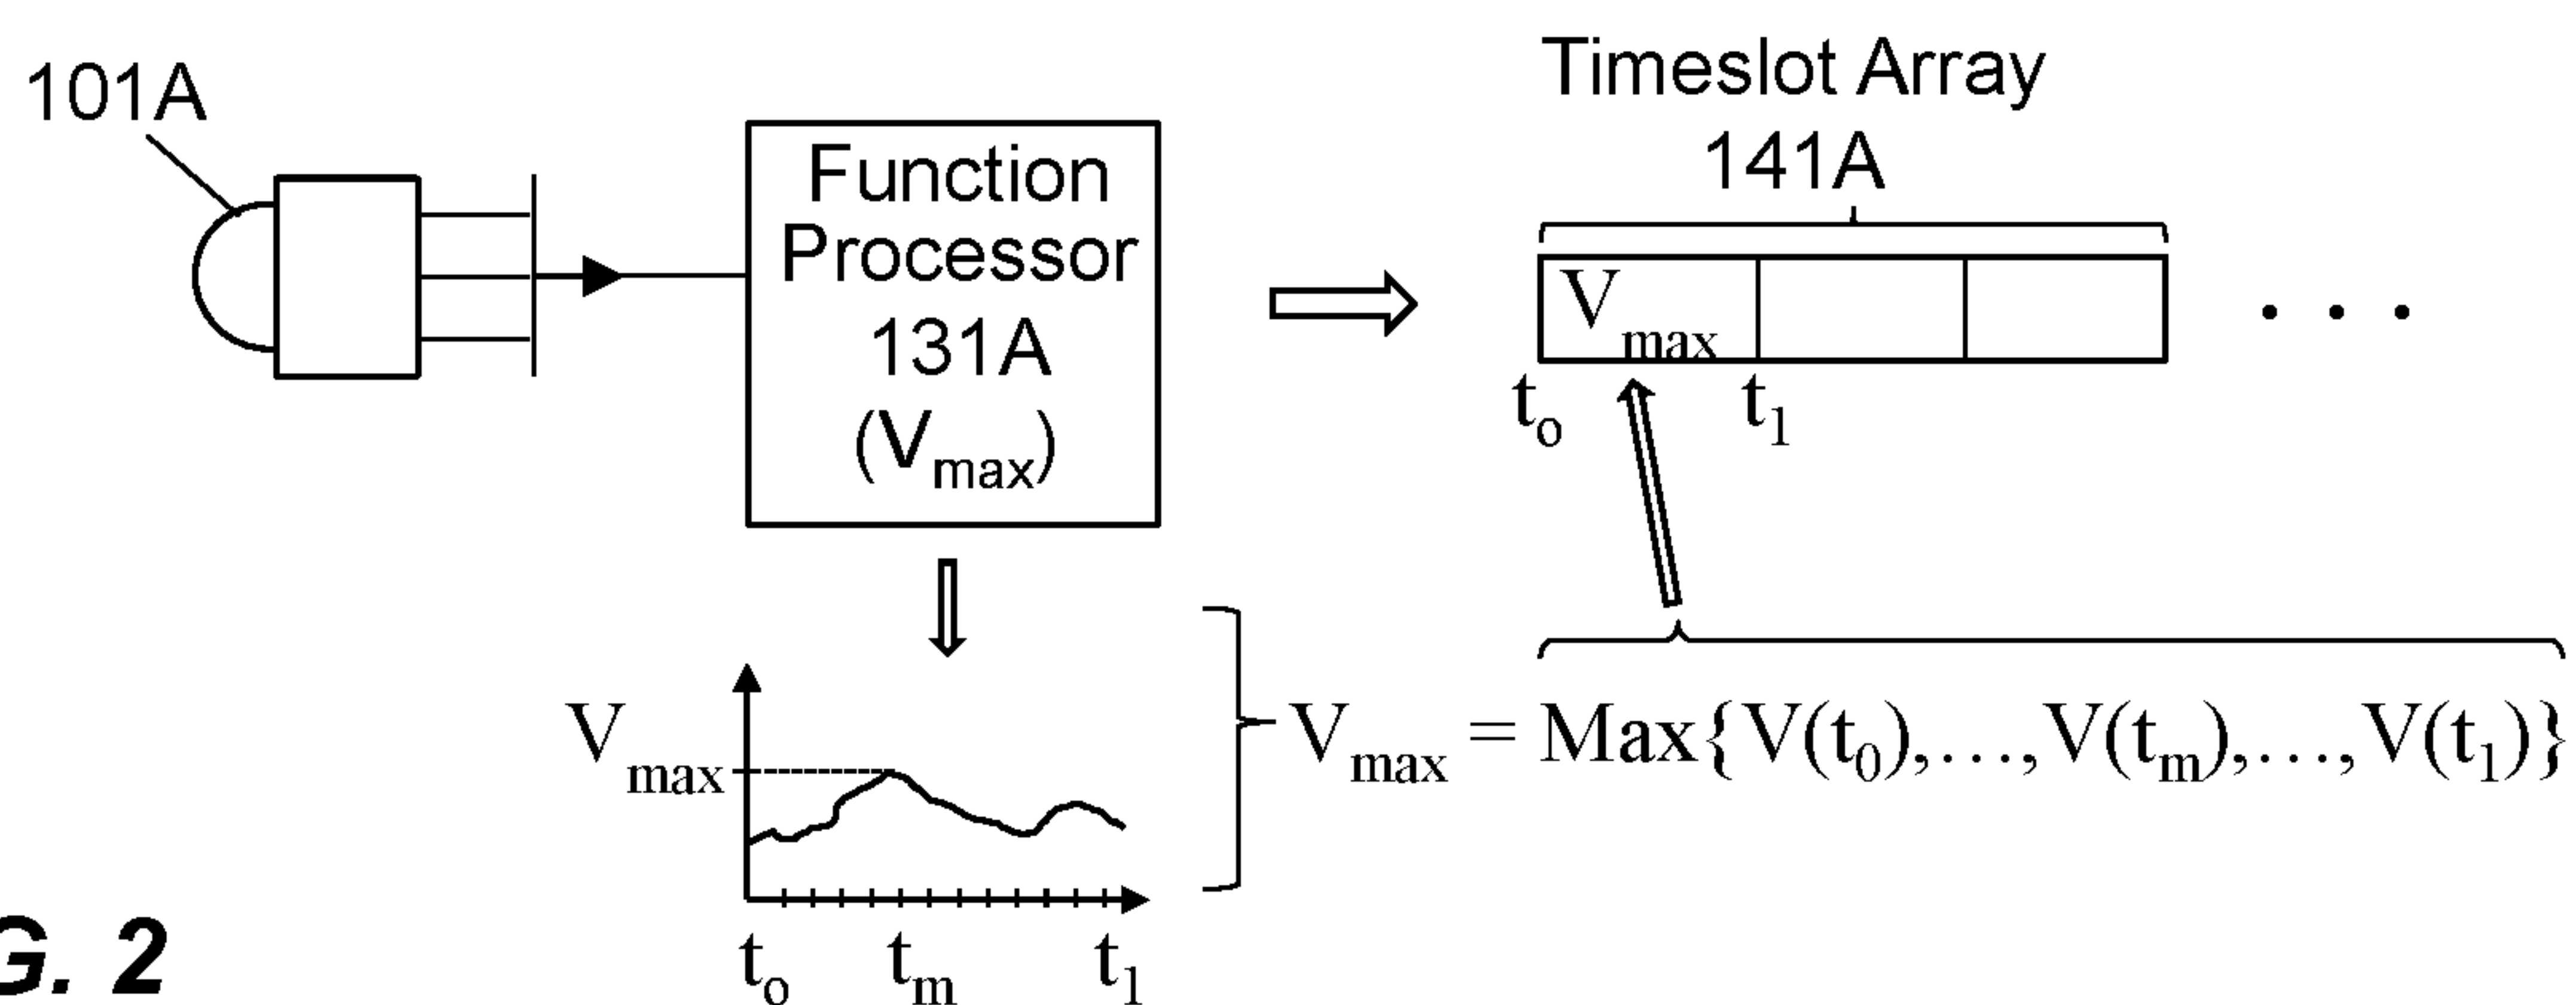 101A
Function
Processor
131A
(Vmax)
Timeslot Array
141A
Vmax
to t1
. . .
Vmax
to tm t1
Vmax = Max{V(t0),...,V(tm),...,V(t1)}
G. 2